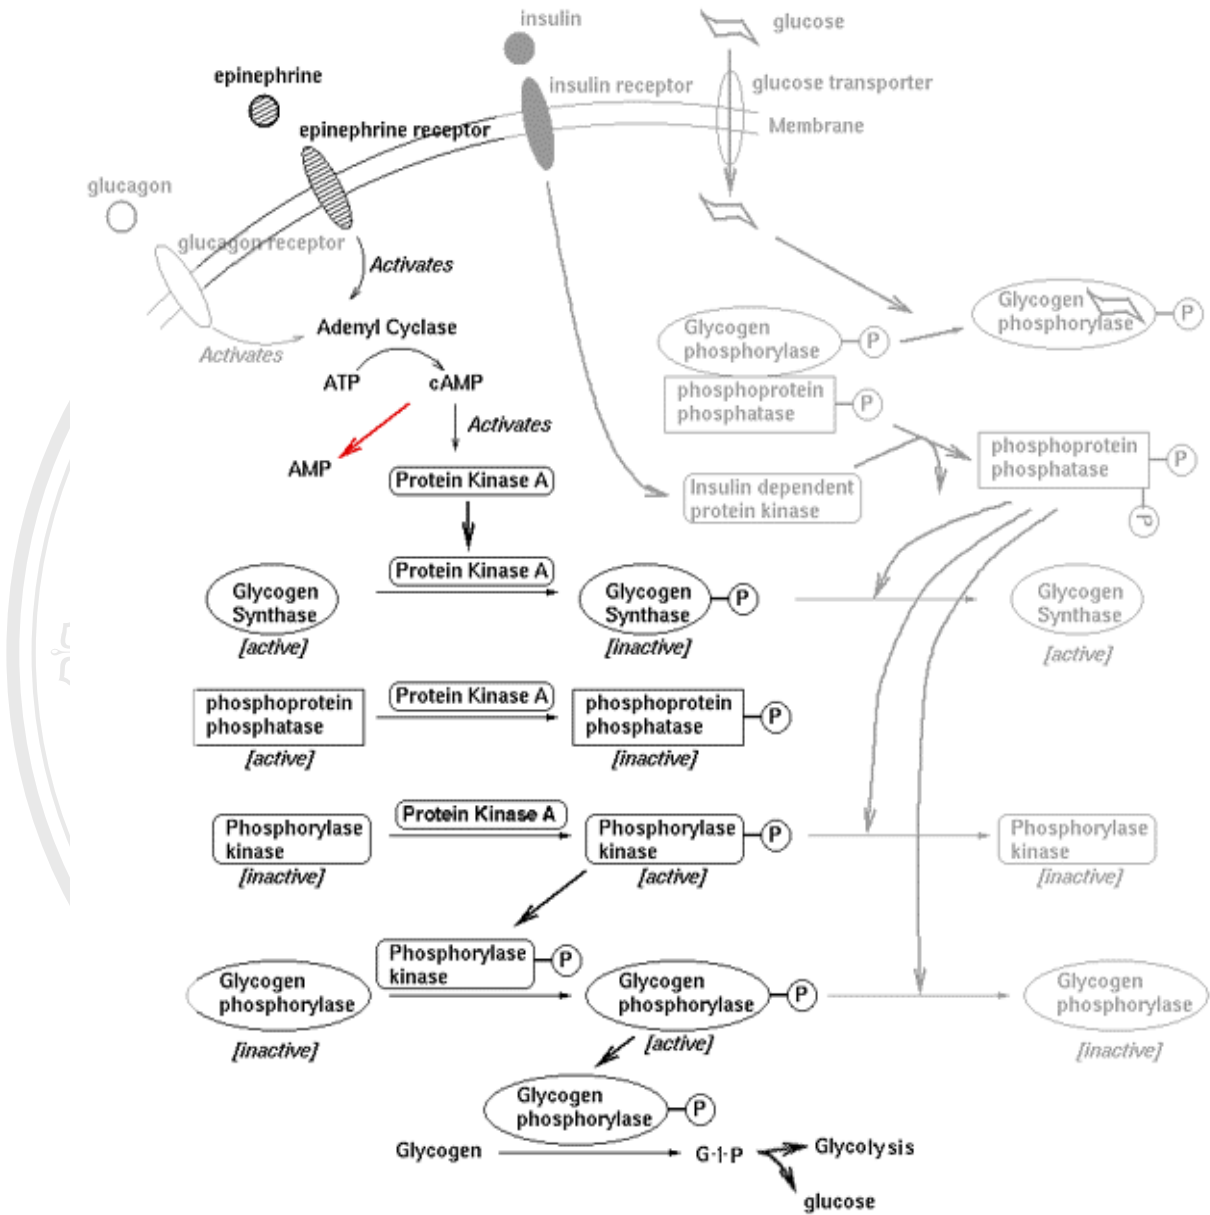 insulin
glucose
epinephrine
insulin receptor
glucose transporter
epinephrine receptor
Membrane
glucagon
glucagon receptor
Activates
Adenyl Cyclase
Activates
ATP
cAMP
Activates
AMP
Protein Kinase A
Glycogen
phosphorylase
P
Glycogen
phosphorylase
P
phosphoprotein
phosphatase
P
phosphoprotein
phosphatase
P
P
Insulin dependent
protein kinase
Protein Kinase A
Glycogen
Synthase
[active]
Glycogen
Synthase
P
[inactive]
Glycogen
Synthase
[active]
phosphoprotein
phosphatase
[active]
Protein Kinase A
phosphoprotein
phosphatase
P
[inactive]
Phosphorylase
kinase
[inactive]
Protein Kinase A
Phosphorylase
kinase
P
[active]
Phosphorylase
kinase
[inactive]
Phosphorylase
kinase
P
Glycogen
phosphorylase
[inactive]
Glycogen
phosphorylase
P
[active]
Glycogen
phosphorylase
[inactive]
Glycogen
phosphorylase
P
Glycogen
G-1-P
Glycolysis
glucose